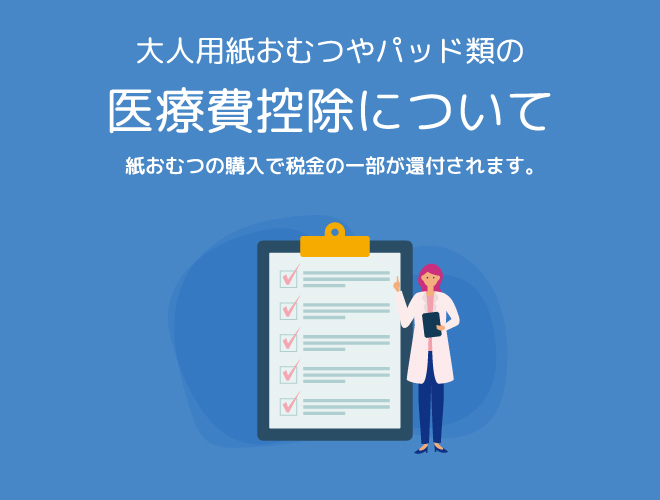 大人用紙おむつやパッド類の
医療費控除について
紙おむつの購入で税金の一部が還付されます。